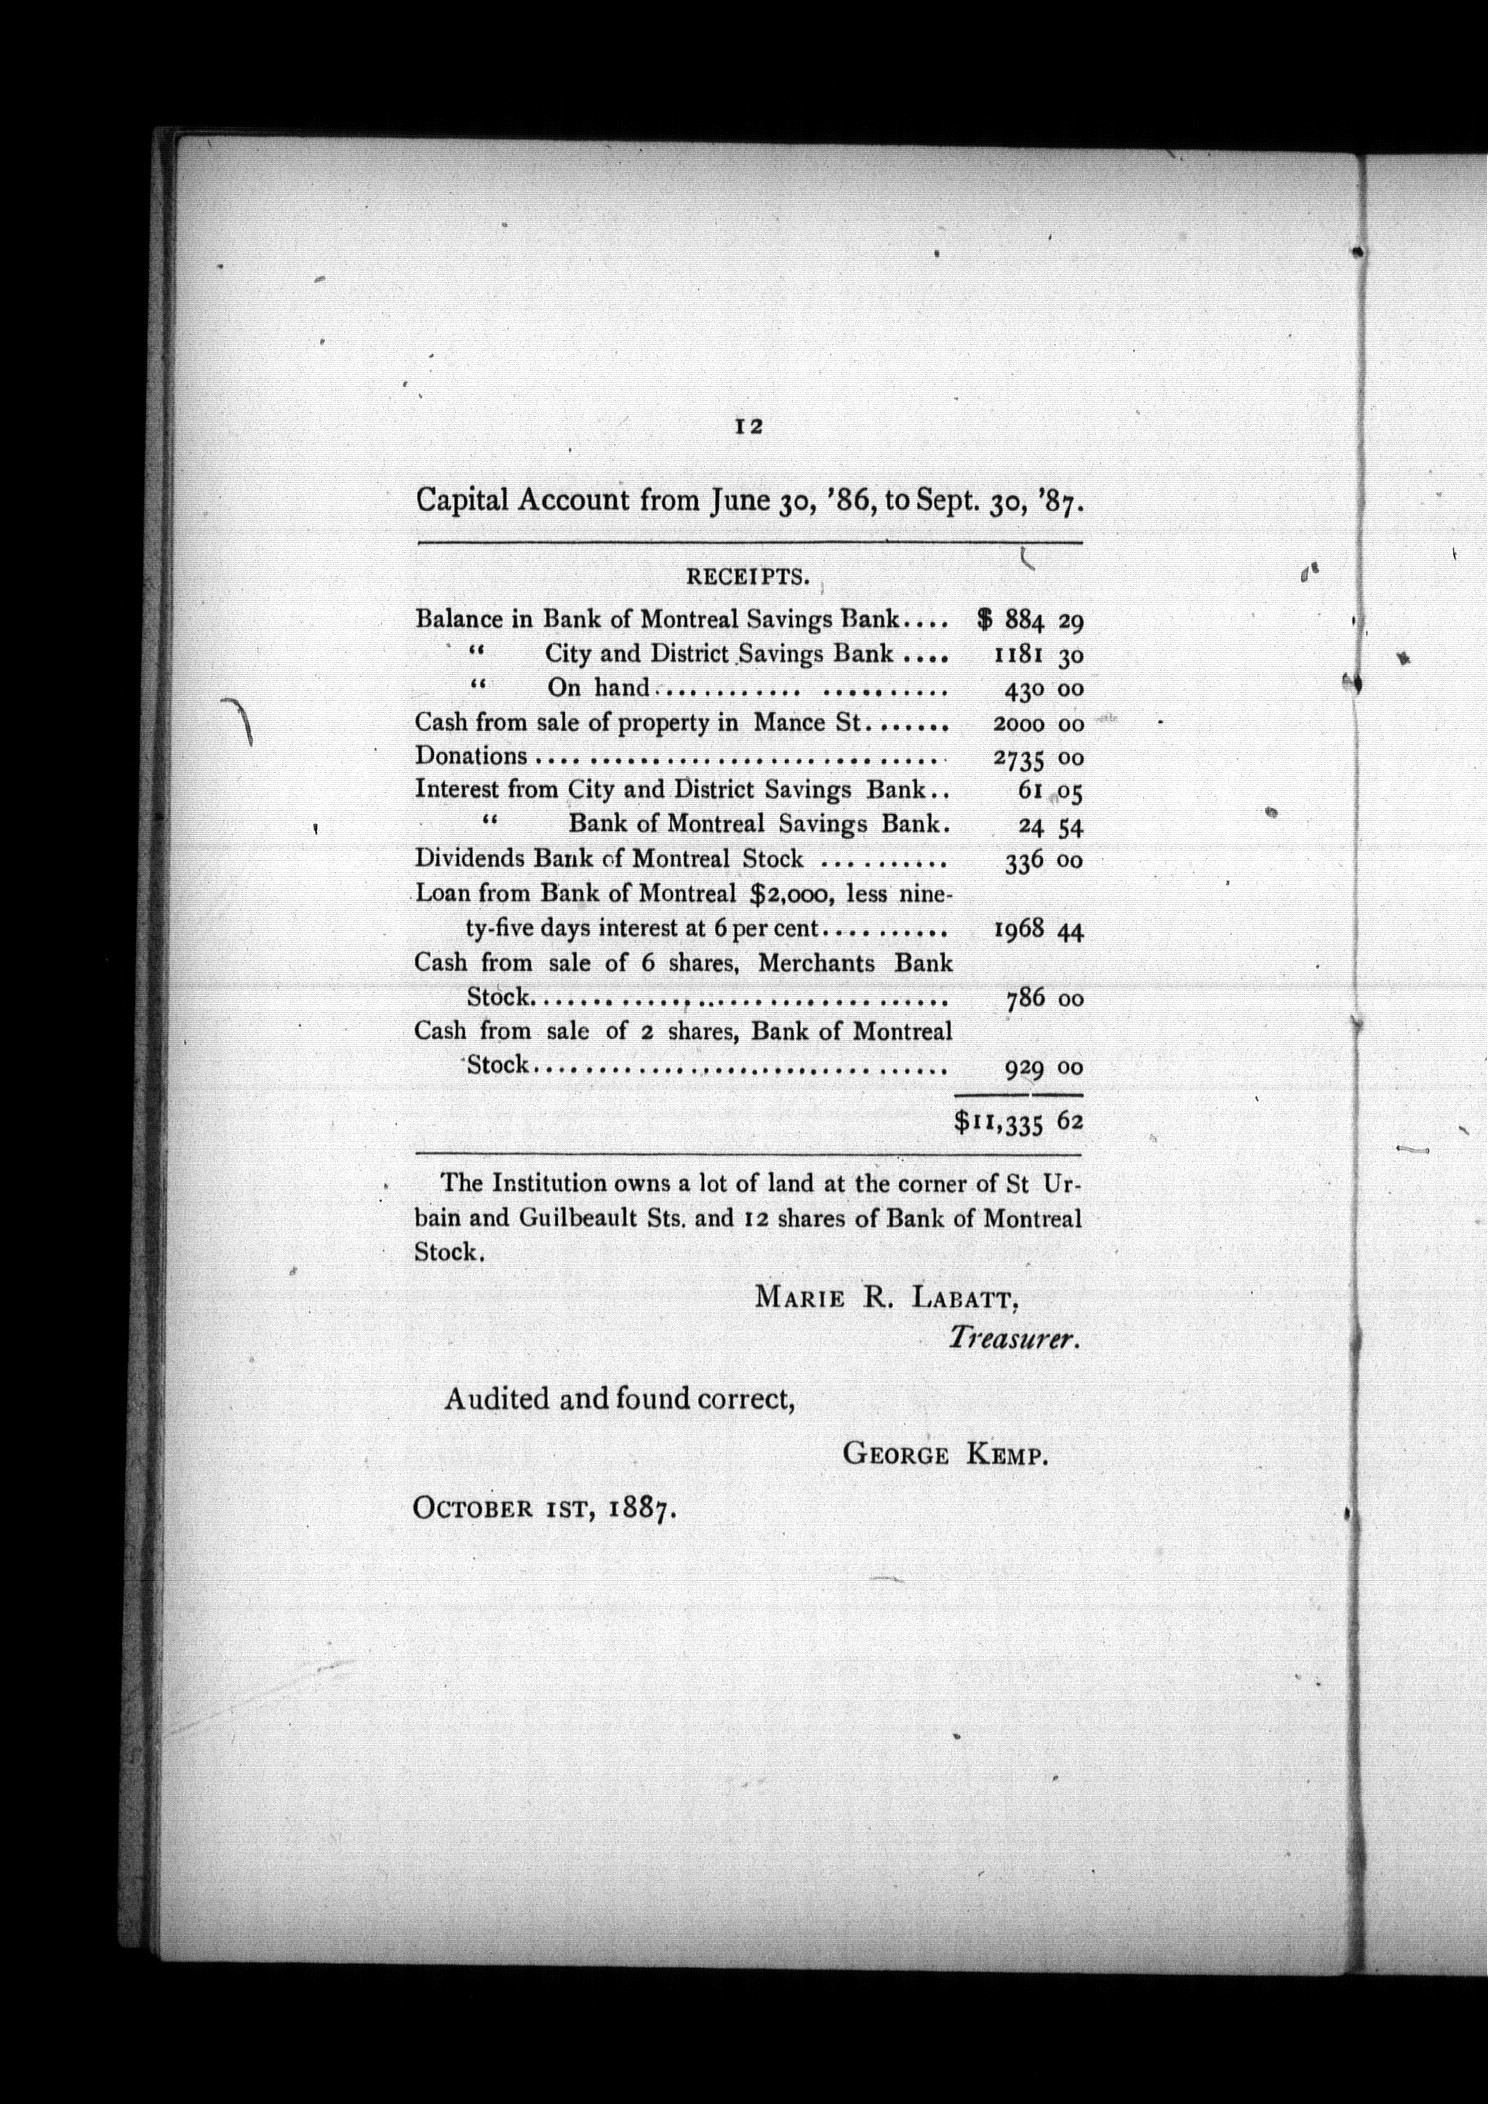 12
Capital Account from June 30, '86, to Sept. 30, '87.
RECEIPTS.
Balance in Bank of Montreal Savings Bank.... $ 884 29
“ City and District Savings Bank .... 1181 30
“ On hand...................... 430 00
Cash from sale of property in Mance St....... 2000 00
Donations............................... 2735 00
Interest from City and District Savings Bank.. 61 05
“ Bank of Montreal Savings Bank. 24 54
Dividends Bank of Montreal Stock .......... 336 00
Loan from Bank of Montreal $2,000, less nine-
ty-five days interest at 6 per cent.......... 1968 44
Cash from sale of 6 shares, Merchants Bank
Stock................................ 786 00
Cash from sale of 2 shares, Bank of Montreal
Stock................................ 929 00
$11,335 62
The Institution owns a lot of land at the corner of St Ur-
bain and Guilbeault Sts. and 12 shares of Bank of Montreal
Stock.
MARIE R. LABATT,
Treasurer.
Audited and found correct,
GEORGE KEMP.
OCTOBER 1ST, 1887.